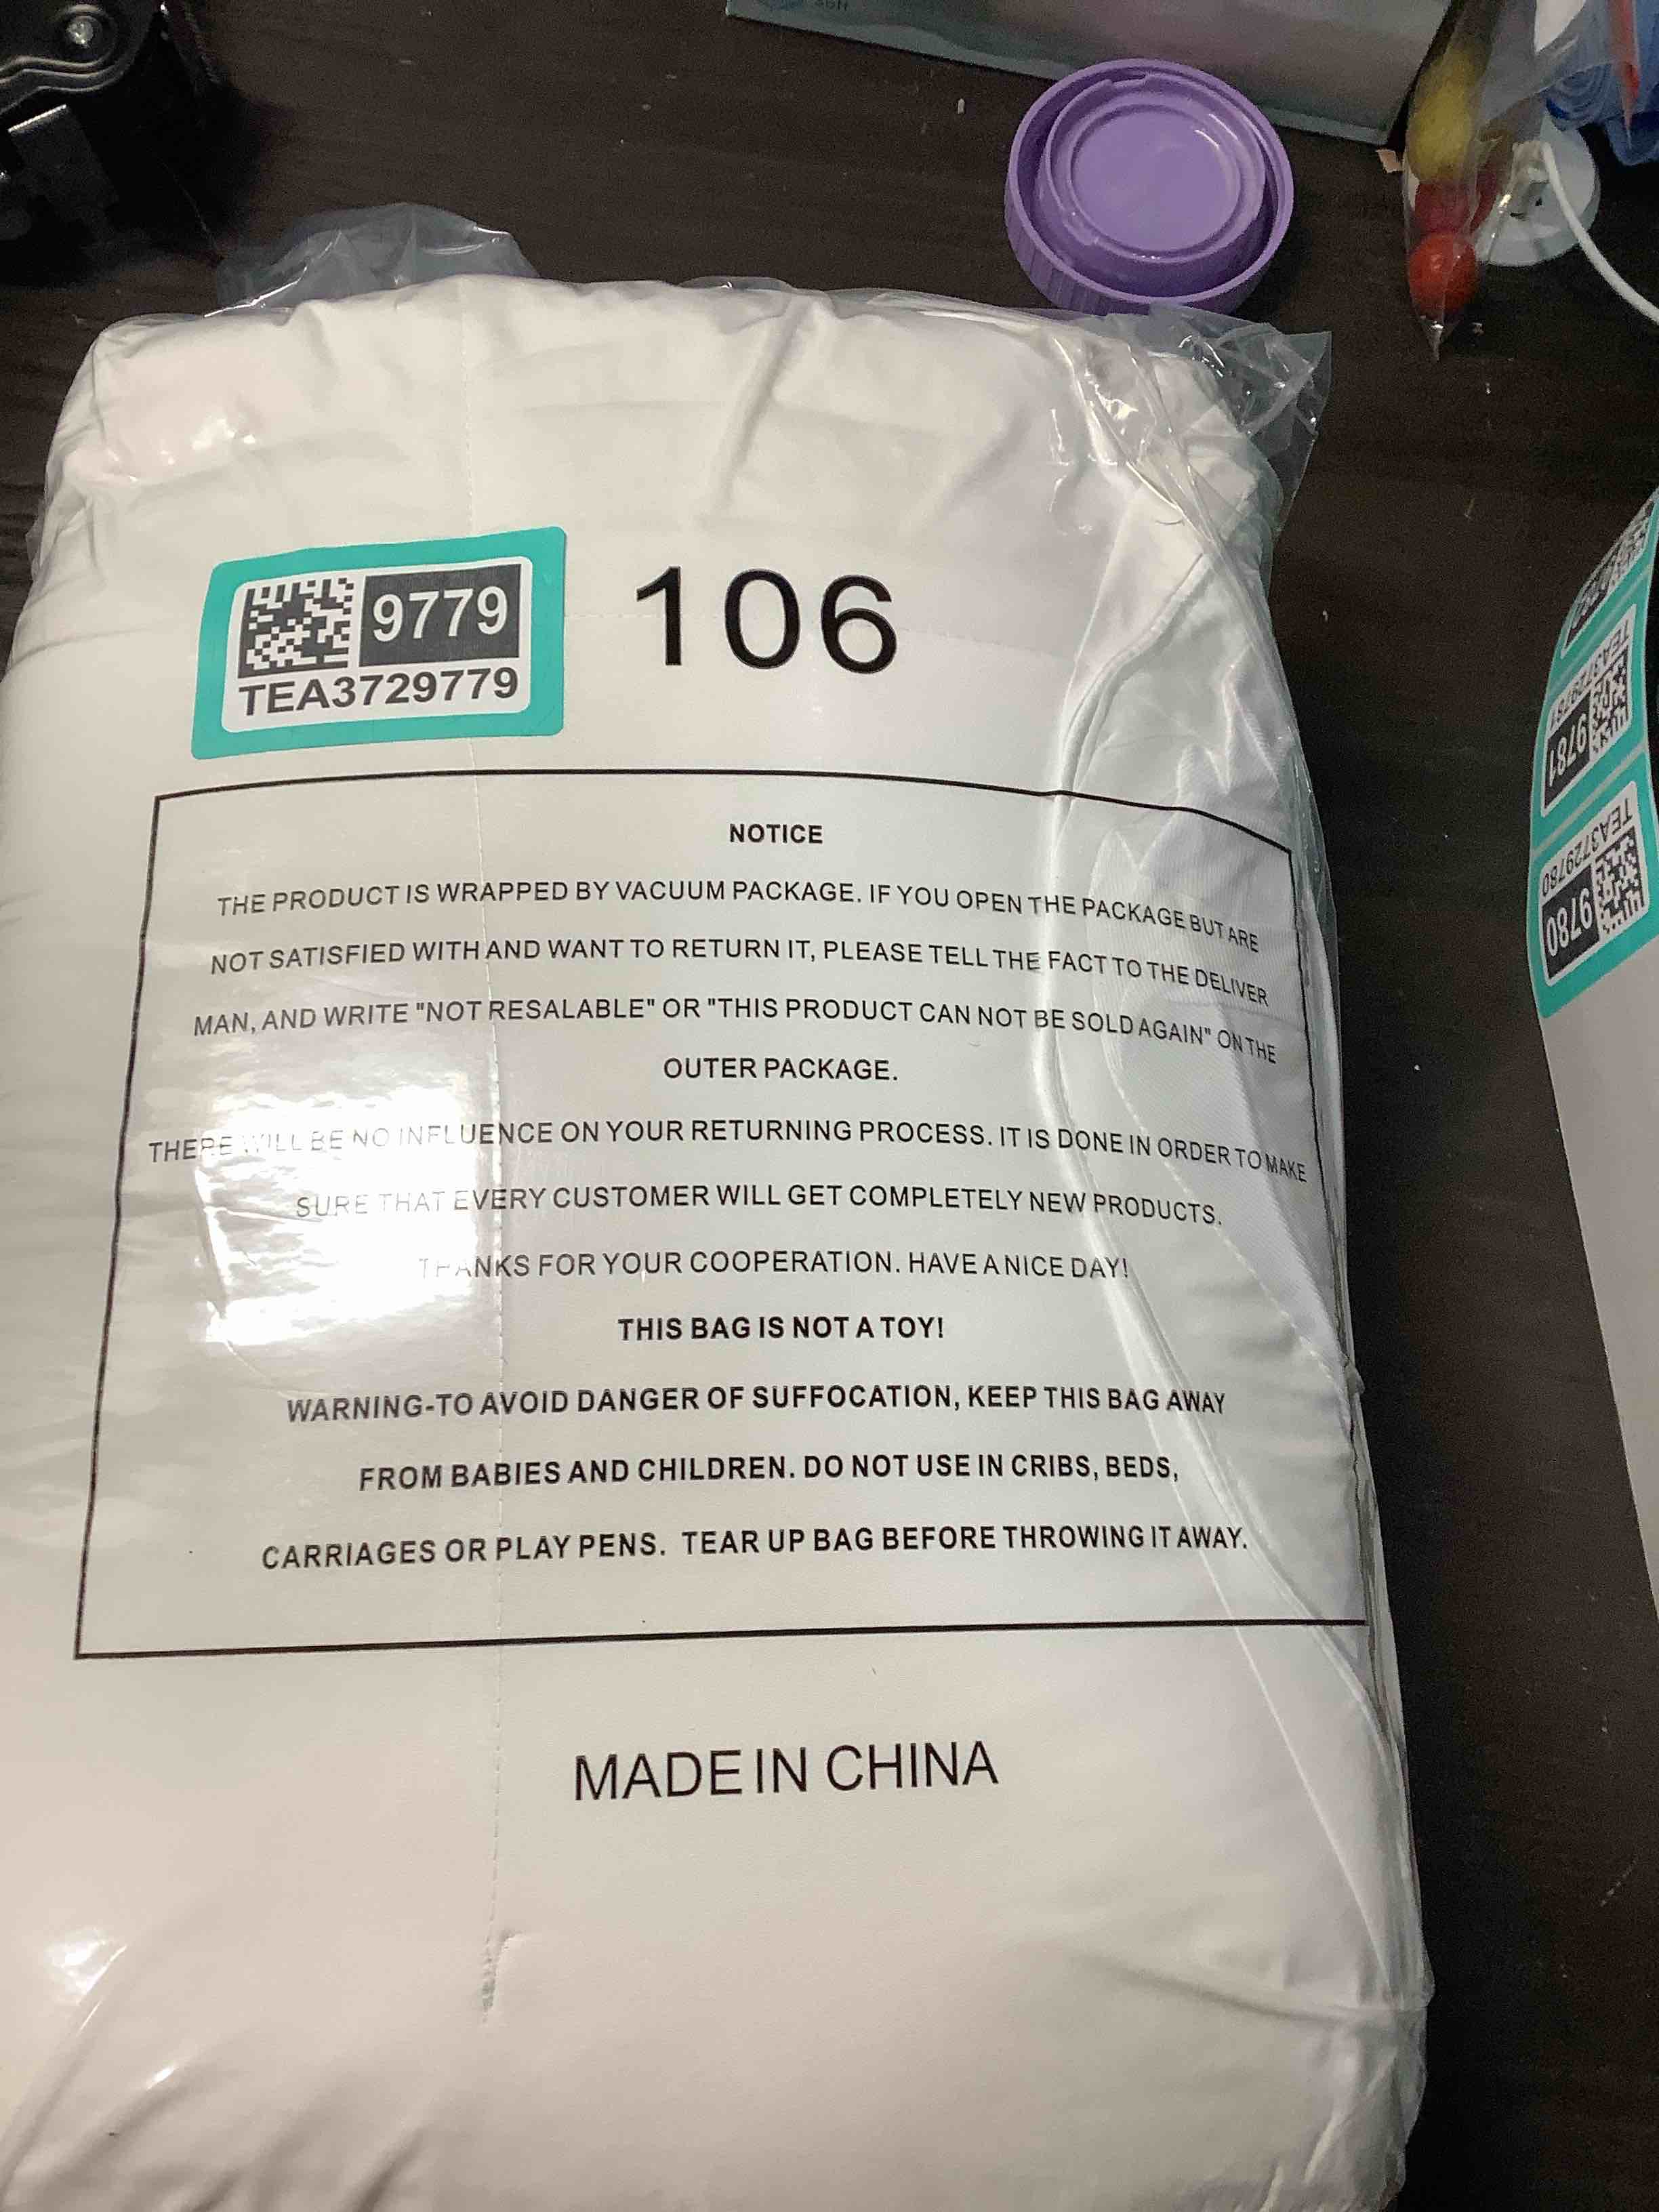 9779
TEA3729779
106
NOTICE
THE PRODUCT IS WRAPPED BY VACUUM PACKAGE. IF YOU OPEN THE PACKAGE BUT ARE
NOT SATISFIED WITH AND WANT TO RETURN IT, PLEASE TELL THE FACT TO THE DELIVER
MAN, AND WRITE "NOT RESALABLE" OR "THIS PRODUCT CAN NOT BE SOLD AGAIN" ON THE
OUTER PACKAGE.
THERE WILL BE NO INFLUENCE ON YOUR RETURNING PROCESS. IT IS DONE IN ORDER TO MAKE
SURE THAT EVERY CUSTOMER WILL GET COMPLETELY NEW PRODUCTS.
THANKS FOR YOUR COOPERATION. HAVE A NICE DAY!
THIS BAG IS NOT A TOY!
WARNING-TO AVOID DANGER OF SUFFOCATION, KEEP THIS BAG AWAY
FROM BABIES AND CHILDREN. DO NOT USE IN CRIBS, BEDS,
CARRIAGES OR PLAY PENS. TEAR UP BAG BEFORE THROWING IT AWAY.
MADE IN CHINA
TEA3729781
9781
TEA3729780
9780